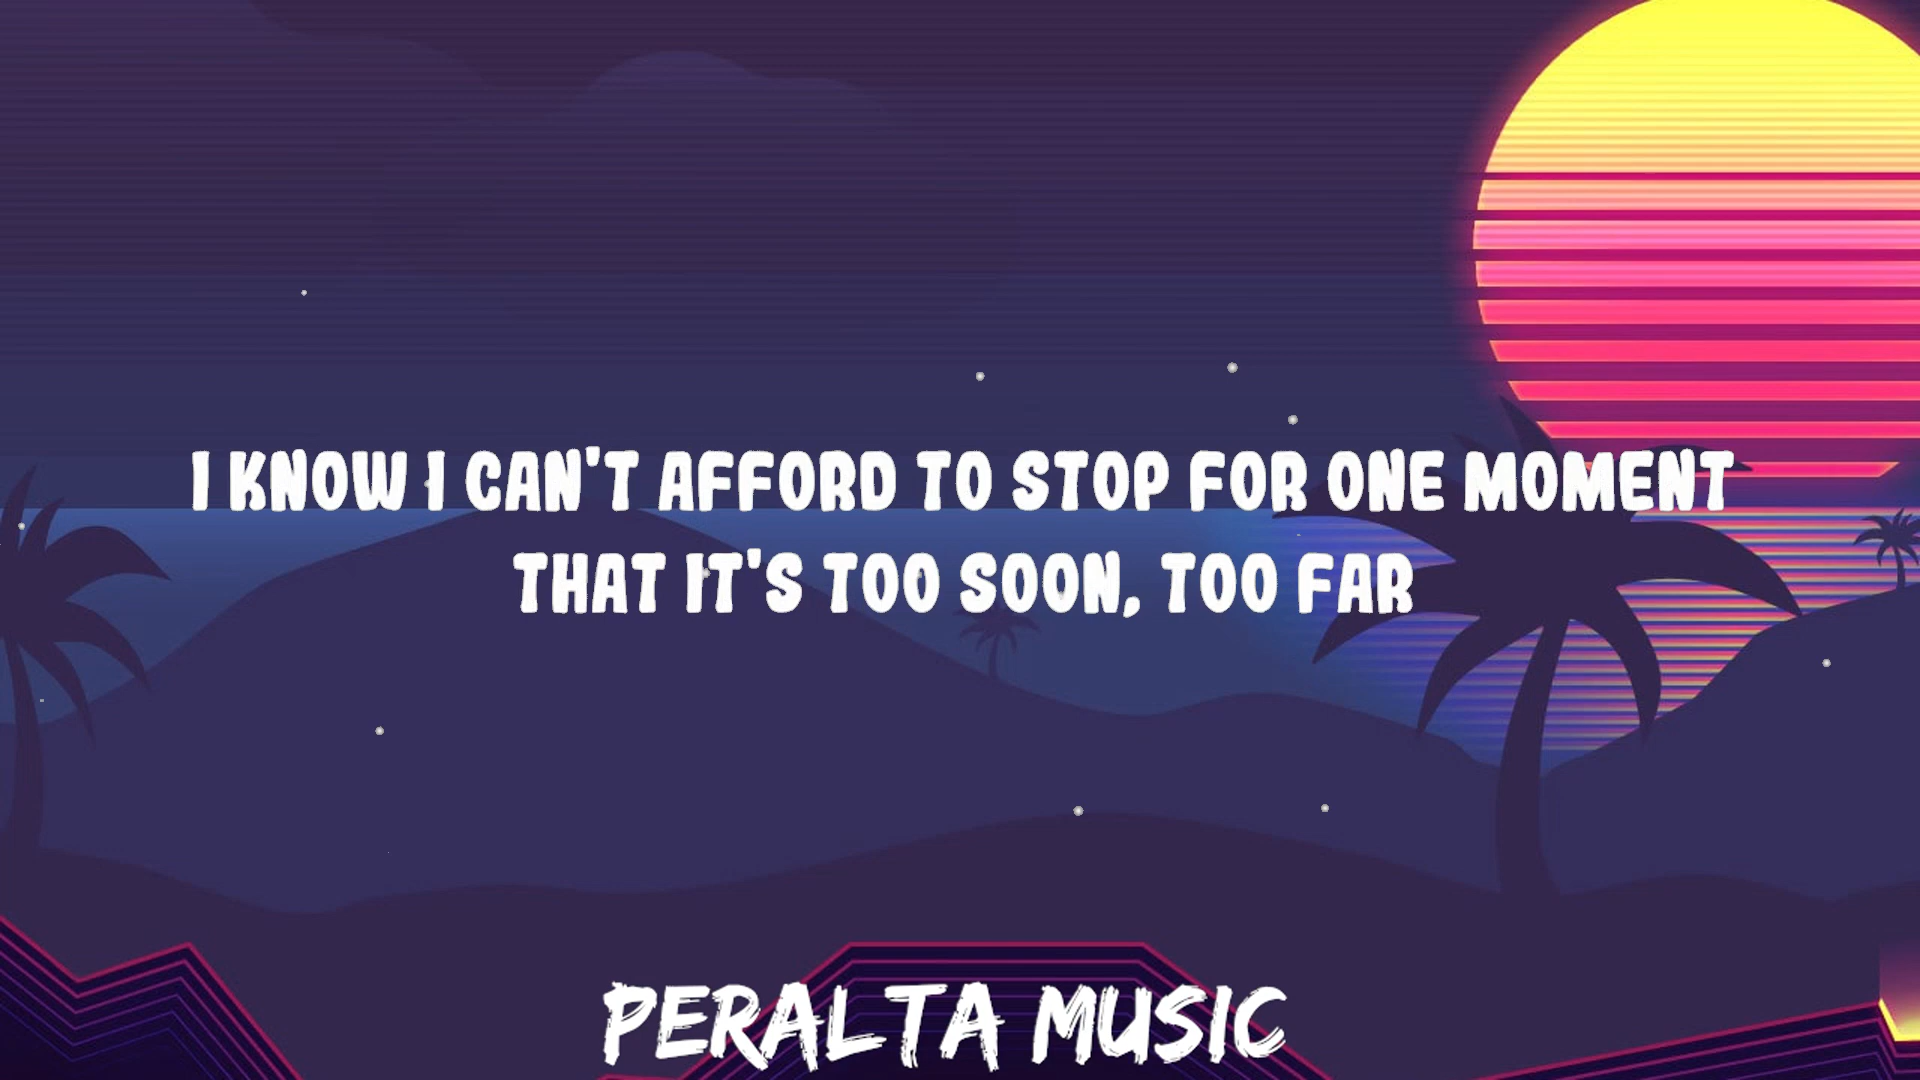 I KNOW I CAN'T AFFORD TO STOP FOR ONE MOMENT
THAT IT'S TOO SOON, TOO FAR
PERALTA MUSIC